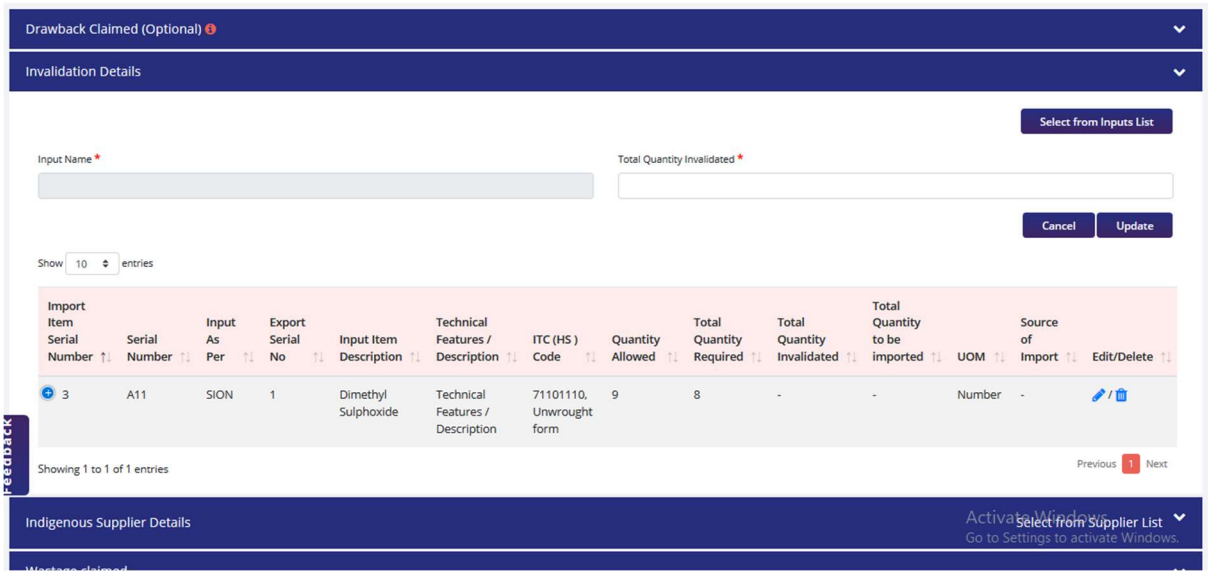 Drawback Claimed (Optional)
Invalidation Details
Select from Inputs List
Input Name *
Total Quantity Invalidated *
Cancel
Update
Show 10 entries
Import Item Serial Number
Serial Number
Input As Per
Export Serial No
Input Item Description
Technical Features / Description
ITC (HS ) Code
Quantity Allowed
Total Quantity Required
Total Quantity Invalidated
Total Quantity to be imported
UOM
Source of Import
Edit/Delete
3
A11
SION
1
Dimethyl Sulphoxide
Technical Features / Description
71101110, Unwrought form
9
8
-
-
Number
-
/
Feedback
Showing 1 to 1 of 1 entries
Previous 1 Next
Indigenous Supplier Details
Select from Supplier List
Activate Windows
Go to Settings to activate Windows.
Wastage claimed